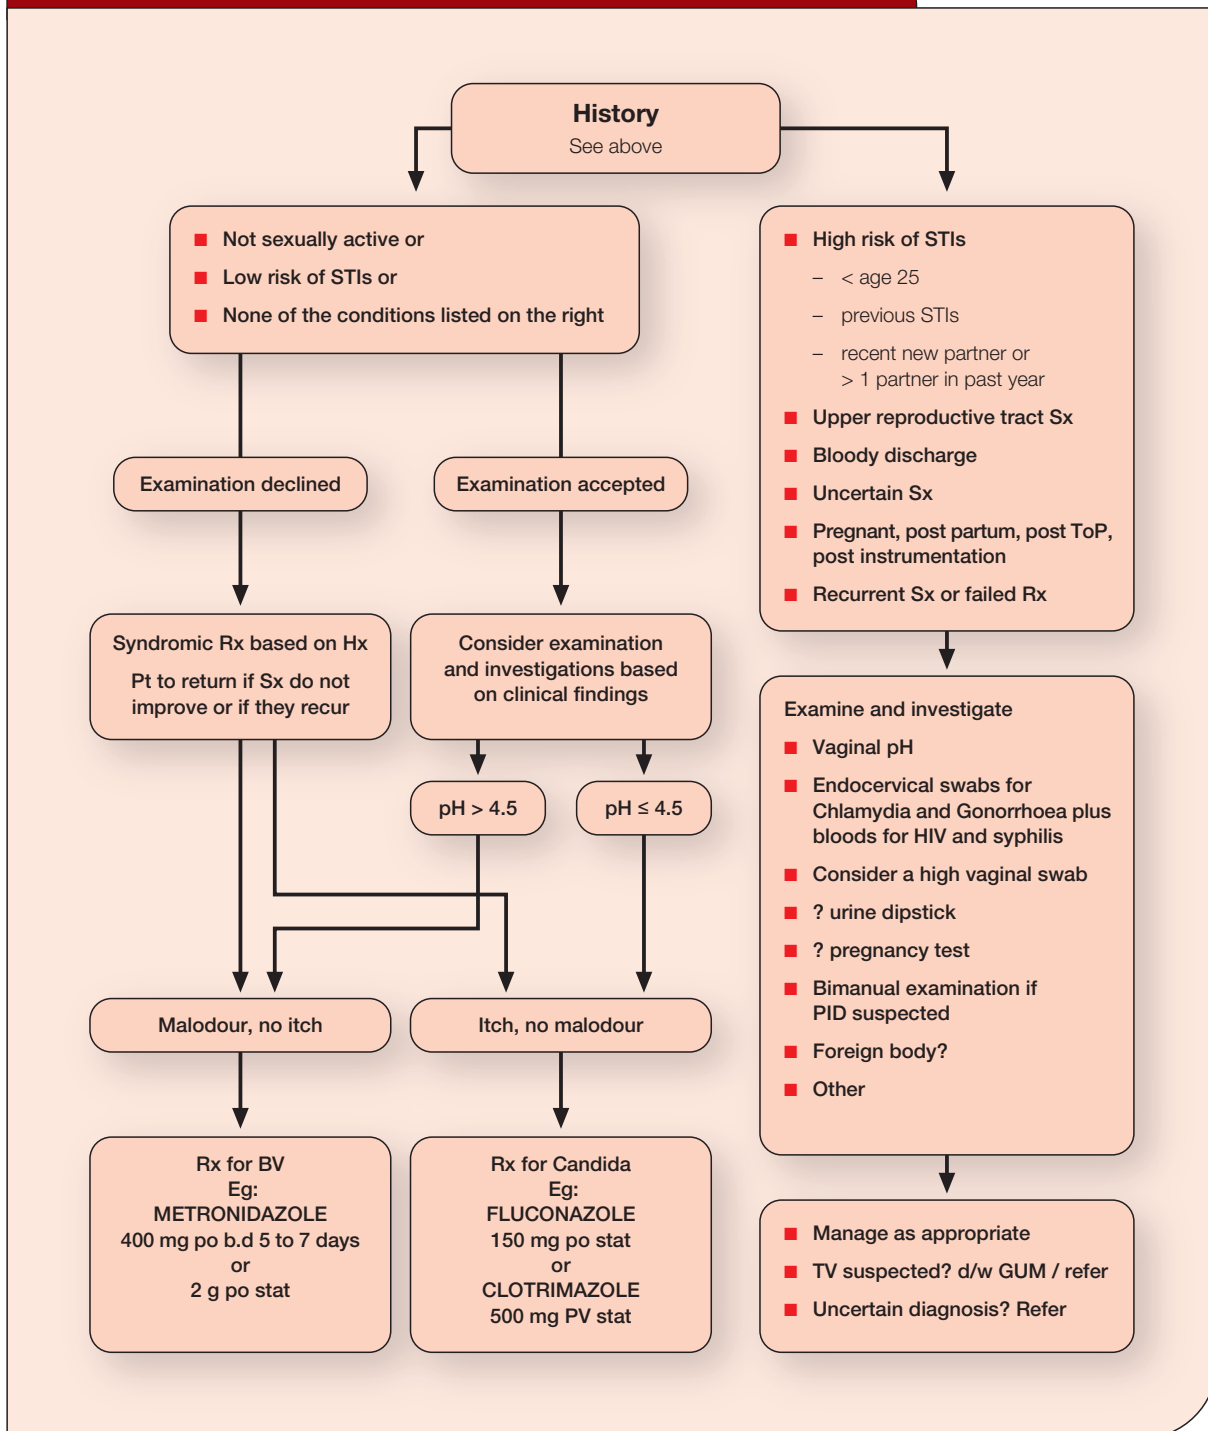 History
See above
Not sexually active or
Low risk of STIs or
None of the conditions listed on the right
High risk of STIs
– < age 25
– previous STIs
– recent new partner or
> 1 partner in past year
Upper reproductive tract Sx
Bloody discharge
Uncertain Sx
Pregnant, post partum, post ToP,
post instrumentation
Recurrent Sx or failed Rx
Examination declined
Examination accepted
Syndromic Rx based on Hx
Pt to return if Sx do not
improve or if they recur
Consider examination
and investigations based
on clinical findings
pH > 4.5
pH ≤ 4.5
Examine and investigate
Vaginal pH
Endocervical swabs for
Chlamydia and Gonorrhoea plus
bloods for HIV and syphilis
Consider a high vaginal swab
? urine dipstick
? pregnancy test
Bimanual examination if
PID suspected
Foreign body?
Other
Malodour, no itch
Itch, no malodour
Rx for BV
Eg:
METRONIDAZOLE
400 mg po b.d 5 to 7 days
or
2 g po stat
Rx for Candida
Eg:
FLUCONAZOLE
150 mg po stat
or
CLOTRIMAZOLE
500 mg PV stat
Manage as appropriate
TV suspected? d/w GUM / refer
Uncertain diagnosis? Refer